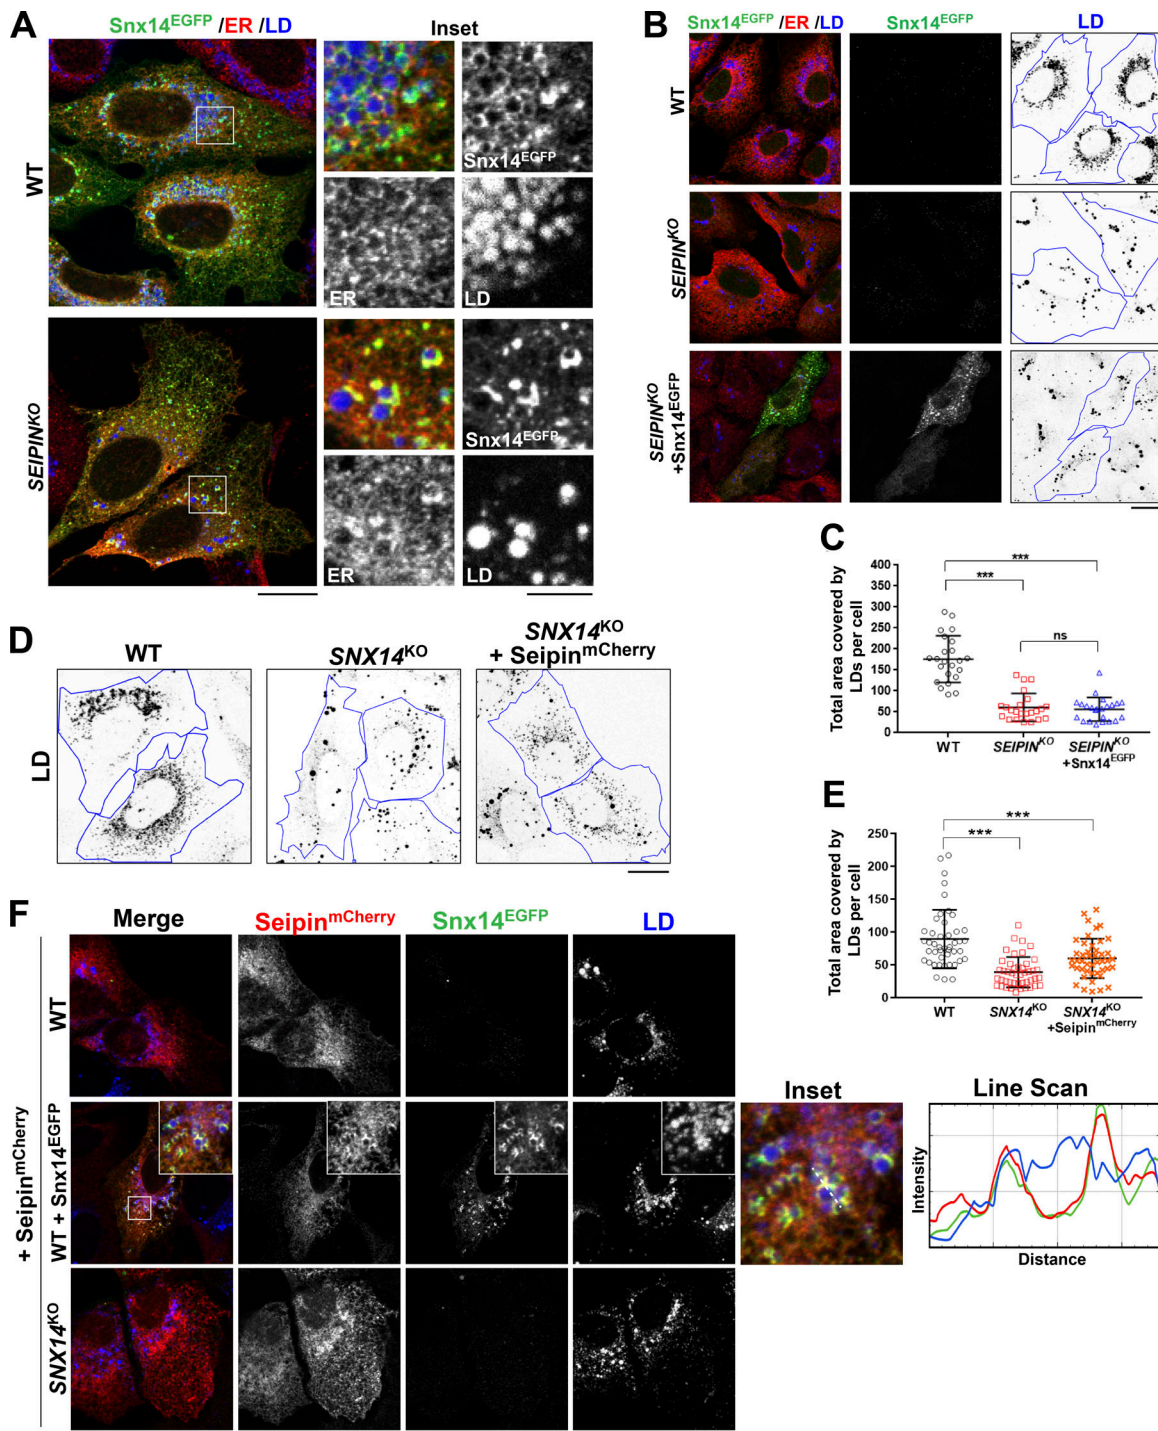 A
Snx14EGFP /ER /LD
Inset
WT
Snx14EGFP
ER
LD
SEIPINKO
Snx14EGFP
ER
LD
B
Snx14EGFP /ER /LD
Snx14EGFP
LD
WT
SEIPINKO
SEIPINKO
+Snx14EGFP
C
Total area covered by
LDs per cell
400
350
300
250
200
150
100
50
0
***
***
ns
WT
SEIPINKO
SEIPINKO
+Snx14EGFP
D
WT
SNX14KO
SNX14KO
+ SeipinmCherry
LD
E
Total area covered by
LDs per cell
250
200
150
100
50
0
***
***
WT
SNX14KO
SNX14KO
+SeipinmCherry
F
Merge
SeipinmCherry
Snx14EGFP
LD
+ SeipinmCherry
WT
WT + Snx14EGFP
SNX14KO
Inset
Line Scan
Intensity
Distance